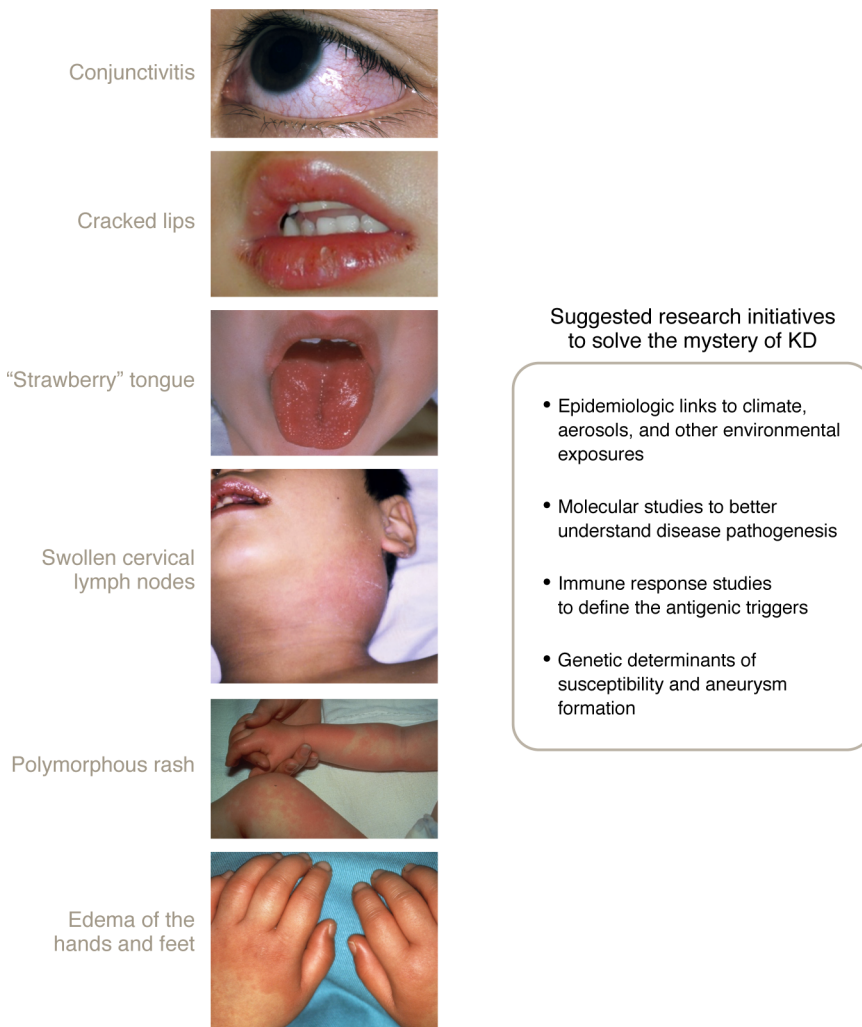 Conjunctivitis
Cracked lips
“Strawberry” tongue
Swollen cervical
lymph nodes
Polymorphous rash
Edema of the
hands and feet
Suggested research initiatives
to solve the mystery of KD
• Epidemiologic links to climate,
aerosols, and other environmental
exposures
• Molecular studies to better
understand disease pathogenesis
• Immune response studies
to define the antigenic triggers
• Genetic determinants of
susceptibility and aneurysm
formation